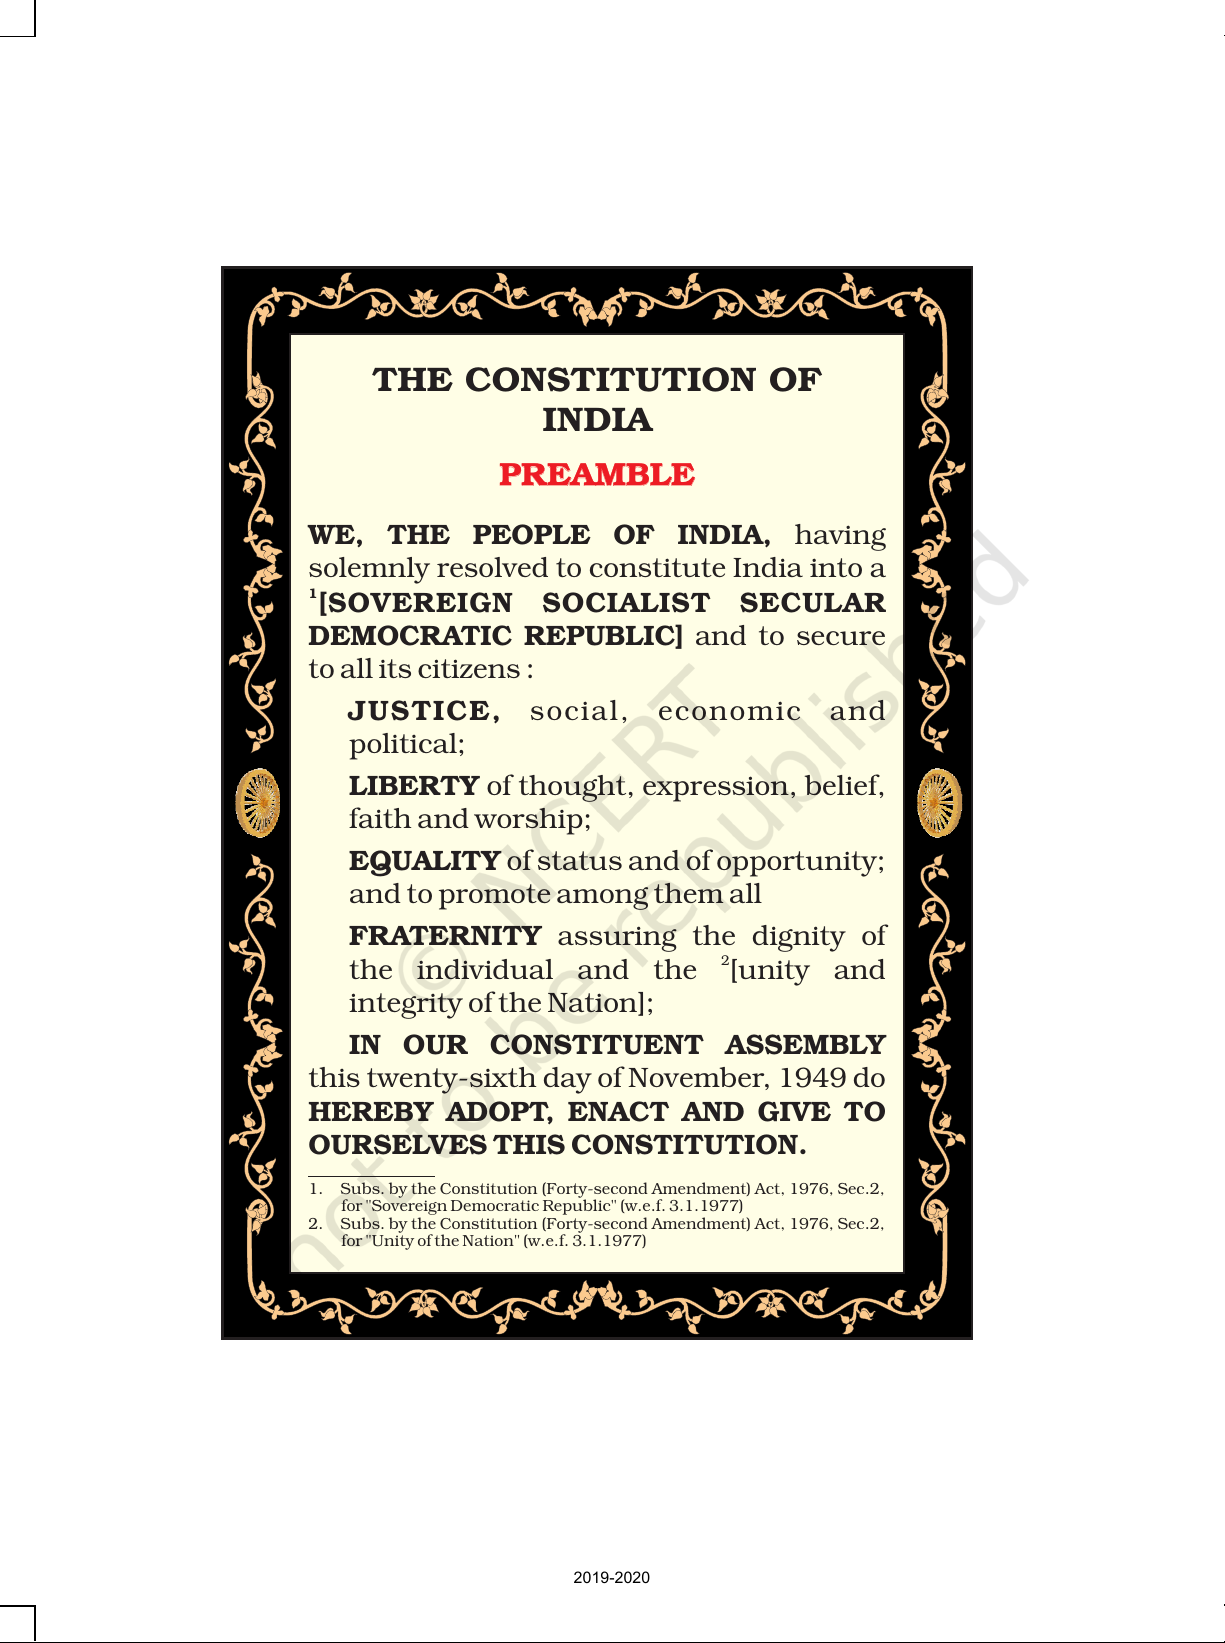 THE CONSTITUTION OF
INDIA
PREAMBLE
WE, THE PEOPLE OF INDIA, having
solemnly resolved to constitute India into a
¹[SOVEREIGN SOCIALIST SECULAR
DEMOCRATIC REPUBLIC] and to secure
to all its citizens :
JUSTICE, social, economic and
political;
LIBERTY of thought, expression, belief,
faith and worship;
EQUALITY of status and of opportunity;
and to promote among them all
FRATERNITY assuring the dignity of
the individual and the ²[unity and
integrity of the Nation];
IN OUR CONSTITUENT ASSEMBLY
this twenty-sixth day of November, 1949 do
HEREBY ADOPT, ENACT AND GIVE TO
OURSELVES THIS CONSTITUTION.
1. Subs. by the Constitution (Forty-second Amendment) Act, 1976, Sec.2,
for "Sovereign Democratic Republic" (w.e.f. 3.1.1977)
2. Subs. by the Constitution (Forty-second Amendment) Act, 1976, Sec.2,
for "Unity of the Nation" (w.e.f. 3.1.1977)
© NCERT
not to be republished
2019-2020